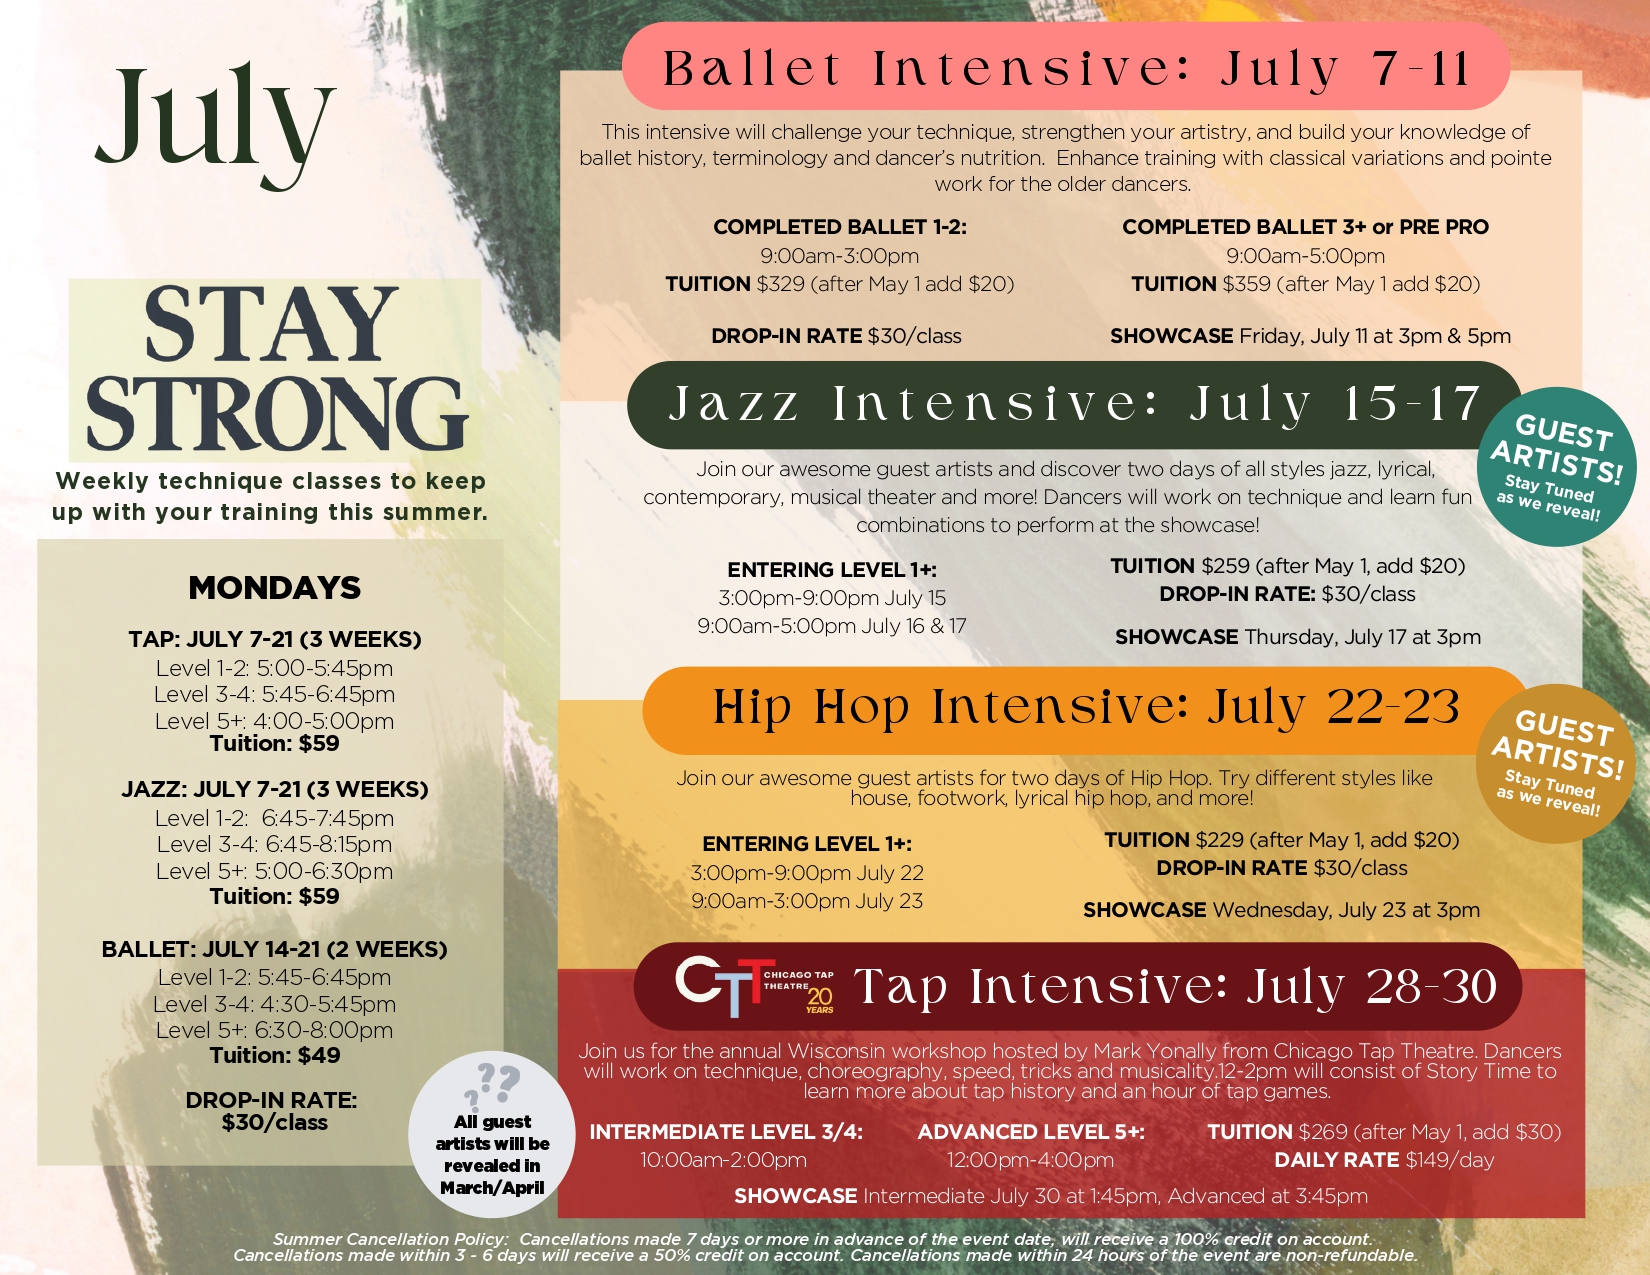 July
STAY
STRONG
Weekly technique classes to keep
up with your training this summer.
MONDAYS
TAP: JULY 7-21 (3 WEEKS)
Level 1-2: 5:00-5:45pm
Level 3-4: 5:45-6:45pm
Level 5+: 4:00-5:00pm
Tuition: $59
JAZZ: JULY 7-21 (3 WEEKS)
Level 1-2:  6:45-7:45pm
Level 3-4: 6:45-8:15pm
Level 5+: 5:00-6:30pm
Tuition: $59
BALLET: JULY 14-21 (2 WEEKS)
Level 1-2: 5:45-6:45pm
Level 3-4: 4:30-5:45pm
Level 5+: 6:30-8:00pm
Tuition: $49
DROP-IN RATE:
$30/class
???
All guest
artists will be
revealed in
March/April
Ballet Intensive: July 7-11
This intensive will challenge your technique, strengthen your artistry, and build your knowledge of
ballet history, terminology and dancer's nutrition.  Enhance training with classical variations and pointe
work for the older dancers.
COMPLETED BALLET 1-2:
9:00am-3:00pm
TUITION $329 (after May 1 add $20)
DROP-IN RATE $30/class
COMPLETED BALLET 3+ or PRE PRO
9:00am-5:00pm
TUITION $359 (after May 1 add $20)
SHOWCASE Friday, July 11 at 3pm & 5pm
Jazz Intensive: July 15-17
GUEST
ARTISTS!
Stay Tuned
as we reveal!
Join our awesome guest artists and discover two days of all styles jazz, lyrical,
contemporary, musical theater and more! Dancers will work on technique and learn fun
combinations to perform at the showcase!
ENTERING LEVEL 1+:
3:00pm-9:00pm July 15
9:00am-5:00pm July 16 & 17
TUITION $259 (after May 1, add $20)
DROP-IN RATE: $30/class
SHOWCASE Thursday, July 17 at 3pm
Hip Hop Intensive: July 22-23
GUEST
ARTISTS!
Stay Tuned
as we reveal!
Join our awesome guest artists for two days of Hip Hop. Try different styles like
house, footwork, lyrical hip hop, and more!
ENTERING LEVEL 1+:
3:00pm-9:00pm July 22
9:00am-3:00pm July 23
TUITION $229 (after May 1, add $20)
DROP-IN RATE $30/class
SHOWCASE Wednesday, July 23 at 3pm
CTT
CHICAGO TAP
THEATRE
20
YEARS
Tap Intensive: July 28-30
Join us for the annual Wisconsin workshop hosted by Mark Yonally from Chicago Tap Theatre. Dancers
will work on technique, choreography, speed, tricks and musicality.12-2pm will consist of Story Time to
learn more about tap history and an hour of tap games.
INTERMEDIATE LEVEL 3/4:
10:00am-2:00pm
ADVANCED LEVEL 5+:
12:00pm-4:00pm
TUITION $269 (after May 1, add $30)
DAILY RATE $149/day
SHOWCASE Intermediate July 30 at 1:45pm, Advanced at 3:45pm
Summer Cancellation Policy:  Cancellations made 7 days or more in advance of the event date, will receive a 100% credit on account.
Cancellations made within 3 - 6 days will receive a 50% credit on account. Cancellations made within 24 hours of the event are non-refundable.